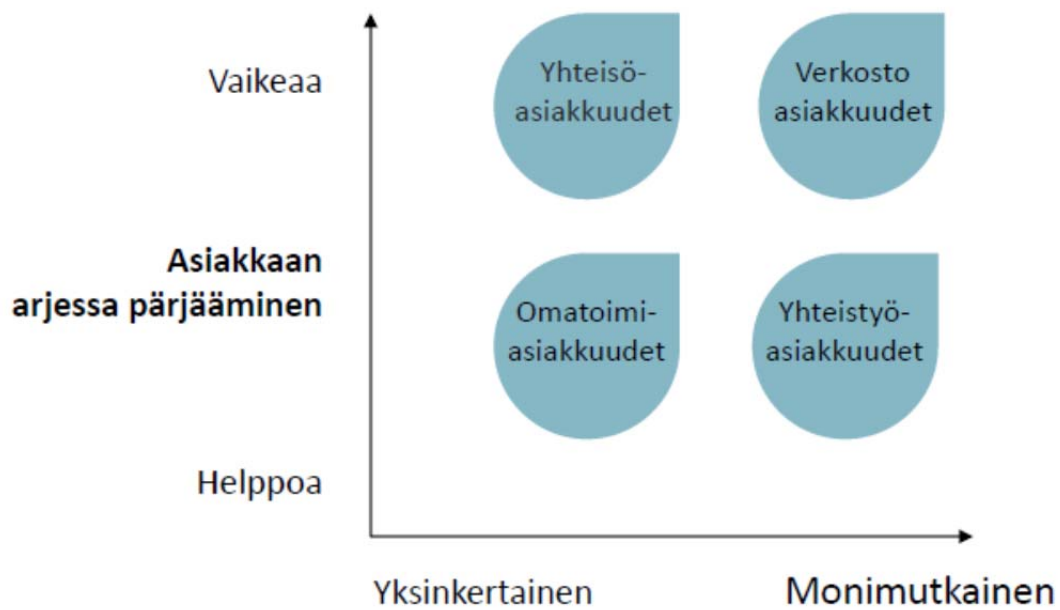 Vaikeaa
Yhteisö-
asiakkuudet
Verkosto
asiakkuudet
Asiakkaan
arjessa pärjääminen
Omatoimi-
asiakkuudet
Yhteistyö-
asiakkuudet
Helppoa
Yksinkertainen
Monimutkainen